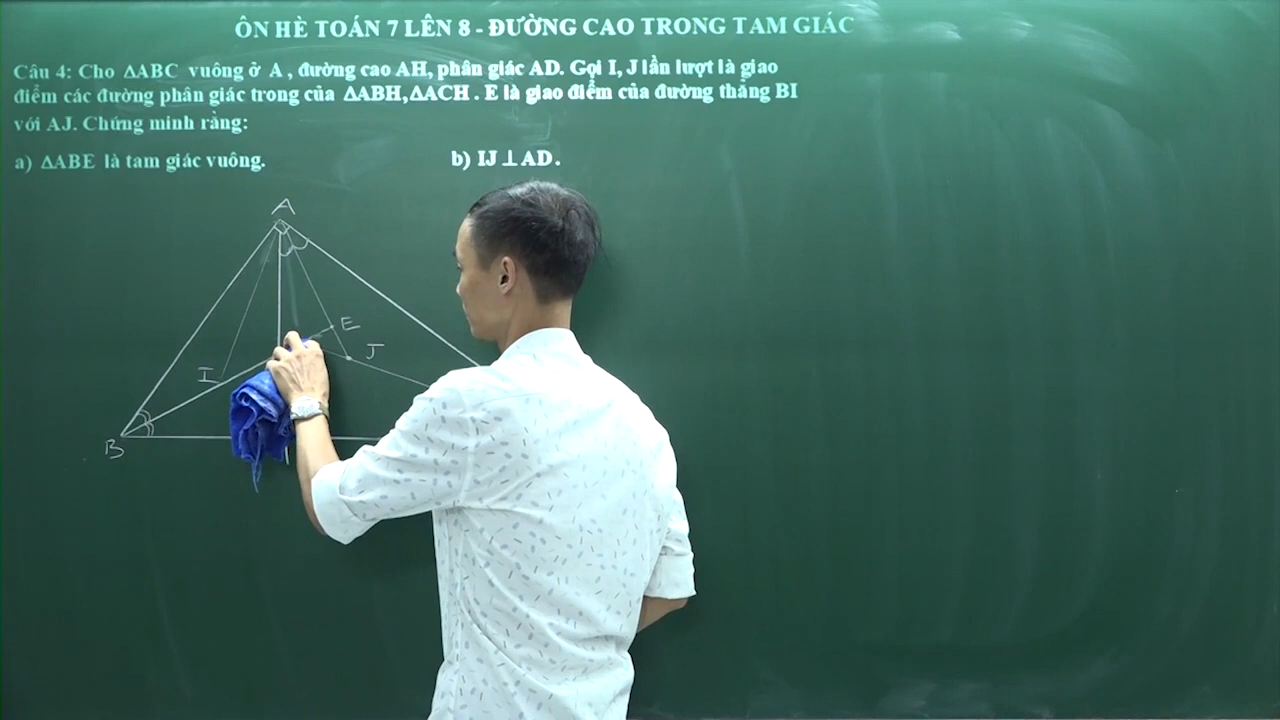 ÔN HÈ TOÁN 7 LÊN 8 - ĐƯỜNG CAO TRONG TAM GIÁC
Câu 4: Cho ΔABC vuông ở A , đường cao AH, phân giác AD. Gọi I, J lần lượt là giao
điểm các đường phân giác trong của ΔABH, ΔACH . E là giao điểm của đường thẳng BI
với AJ. Chứng minh rằng:
a) ΔABE là tam giác vuông. b) IJ ⊥ AD.
A
E
J
I
B